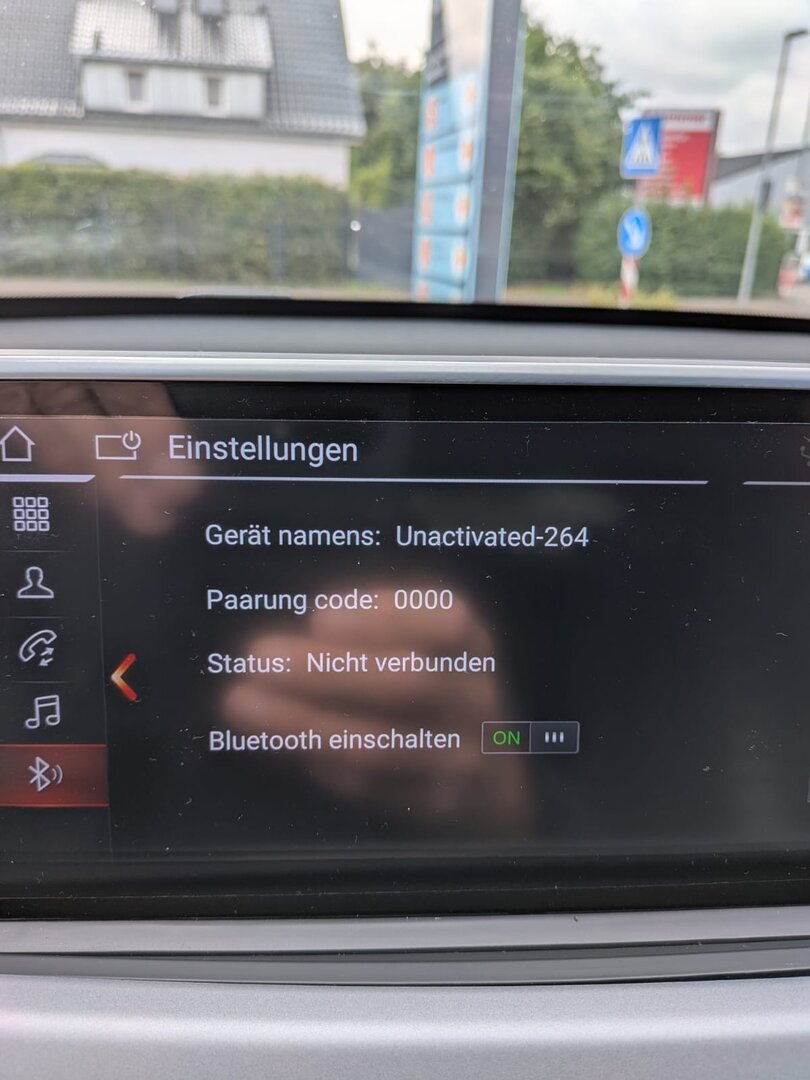 Einstellungen
Gerät namens: Unactivated-264
Paarung code: 0000
Status: Nicht verbunden
Bluetooth einschalten ON